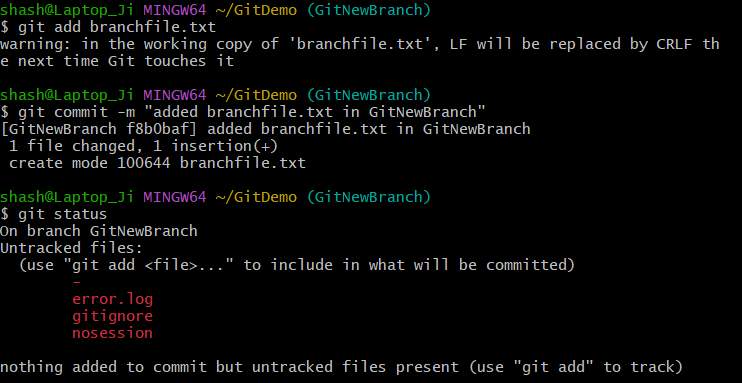 shash@Laptop_Ji MINGW64 ~/GitDemo (GitNewBranch)
$ git add branchfile.txt
warning: in the working copy of 'branchfile.txt', LF will be replaced by CRLF th
e next time Git touches it
shash@Laptop_Ji MINGW64 ~/GitDemo (GitNewBranch)
$ git commit -m "added branchfile.txt in GitNewBranch"
[GitNewBranch f8b0baf] added branchfile.txt in GitNewBranch
 1 file changed, 1 insertion(+)
 create mode 100644 branchfile.txt
shash@Laptop_Ji MINGW64 ~/GitDemo (GitNewBranch)
$ git status
On branch GitNewBranch
Untracked files:
  (use "git add <file>..." to include in what will be committed)
        -
        error.log
        gitignore
        nosession
nothing added to commit but untracked files present (use "git add" to track)